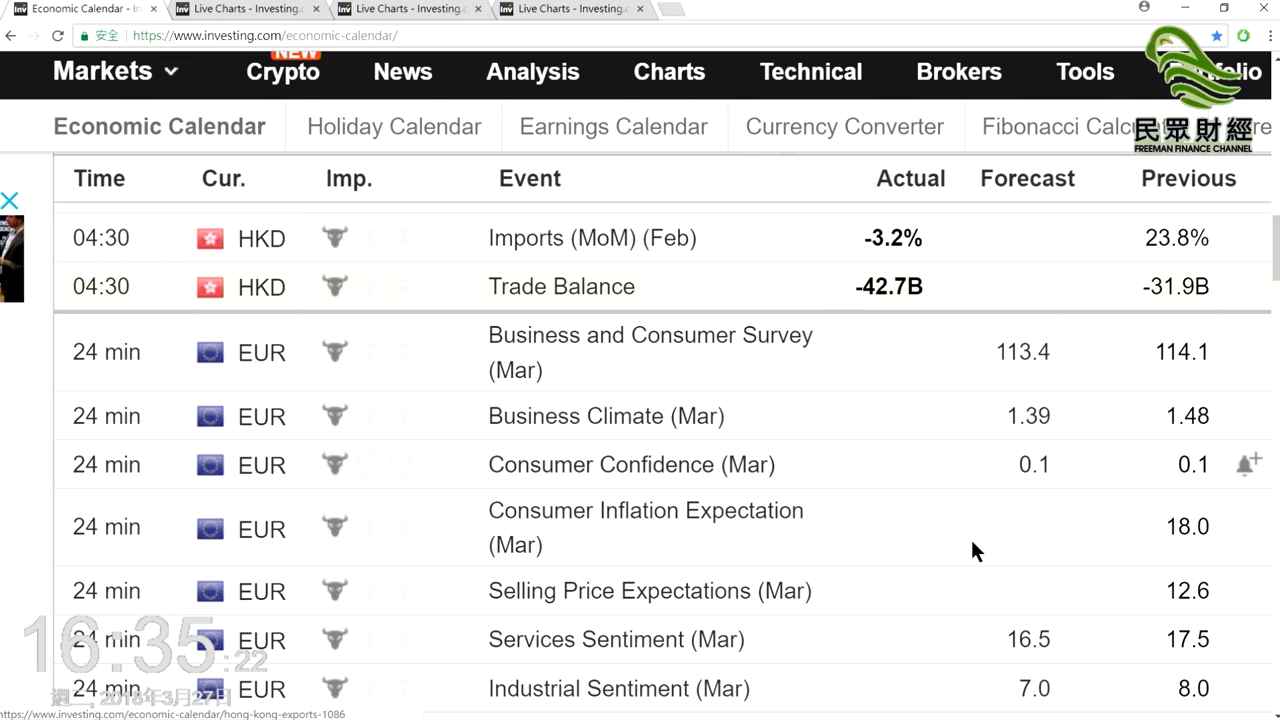 Economic Calendar - In
Live Charts - Investing.c
Live Charts - Investing.c
Live Charts - Investing.c
安全 https://www.investing.com/economic-calendar/
NEW
Markets Crypto News Analysis Charts Technical Brokers Tools Portfolio
民眾財經
FREEMAN FINANCE CHANNEL
Economic Calendar Holiday Calendar Earnings Calendar Currency Converter Fibonacci
Time Cur. Imp. Event Actual Forecast Previous
04:30 HKD Imports (MoM) (Feb) -3.2% 23.8%
04:30 HKD Trade Balance -42.7B -31.9B
24 min EUR Business and Consumer Survey
(Mar) 113.4 114.1
24 min EUR Business Climate (Mar) 1.39 1.48
24 min EUR Consumer Confidence (Mar) 0.1 0.1
24 min EUR Consumer Inflation Expectation
(Mar) 18.0
24 min EUR Selling Price Expectations (Mar) 12.6
24 min EUR Services Sentiment (Mar) 16.5 17.5
16:35:22
24 min EUR Industrial Sentiment (Mar) 7.0 8.0
週二, 2018年3月27日
https://www.investing.com/economic-calendar/hong-kong-exports-1086